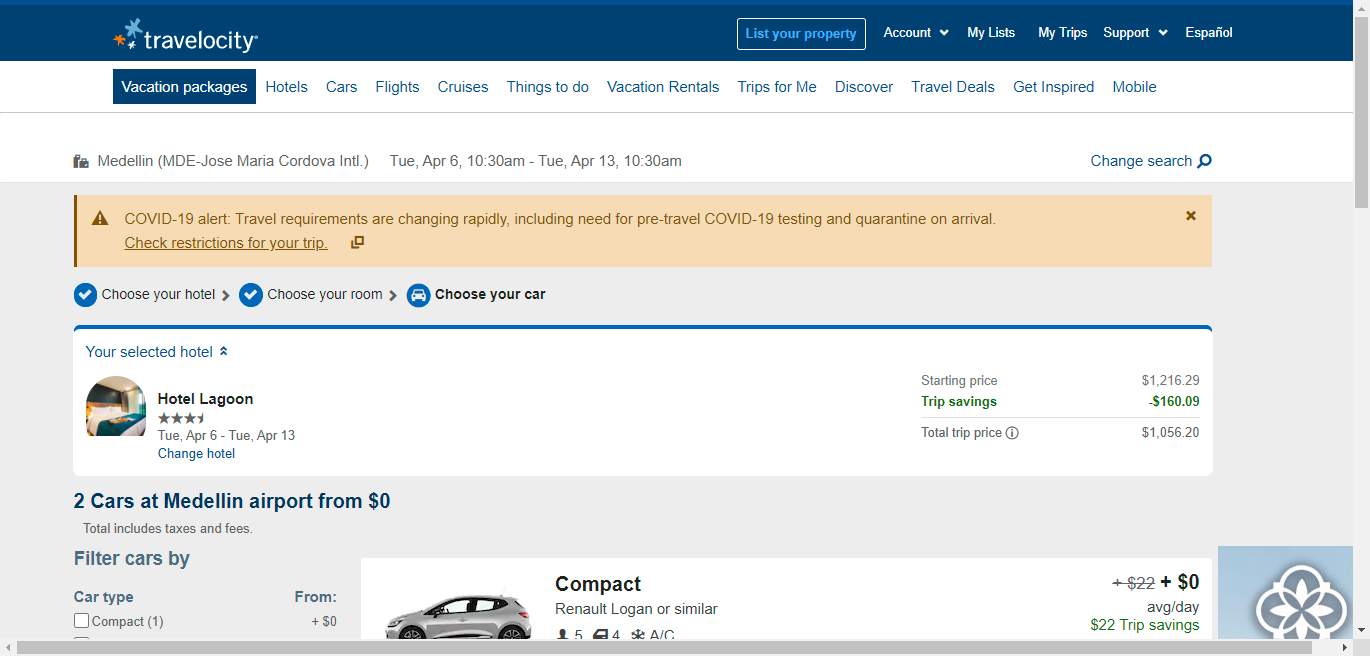 travelocity
List your property
Account
My Lists
My Trips
Support
Español
Vacation packages
Hotels
Cars
Flights
Cruises
Things to do
Vacation Rentals
Trips for Me
Discover
Travel Deals
Get Inspired
Mobile
Medellin (MDE-Jose Maria Cordova Intl.) Tue, Apr 6, 10:30am - Tue, Apr 13, 10:30am
Change search
COVID-19 alert: Travel requirements are changing rapidly, including need for pre-travel COVID-19 testing and quarantine on arrival.
Check restrictions for your trip.
Choose your hotel
Choose your room
Choose your car
Your selected hotel
Hotel Lagoon
Tue, Apr 6 - Tue, Apr 13
Change hotel
Starting price $1,216.29
Trip savings -$160.09
Total trip price $1,056.20
2 Cars at Medellin airport from $0
Total includes taxes and fees.
Filter cars by
Car type From:
Compact (1) + $0
Compact
Renault Logan or similar
5 4 A/C
+ $22 + $0
avg/day
$22 Trip savings